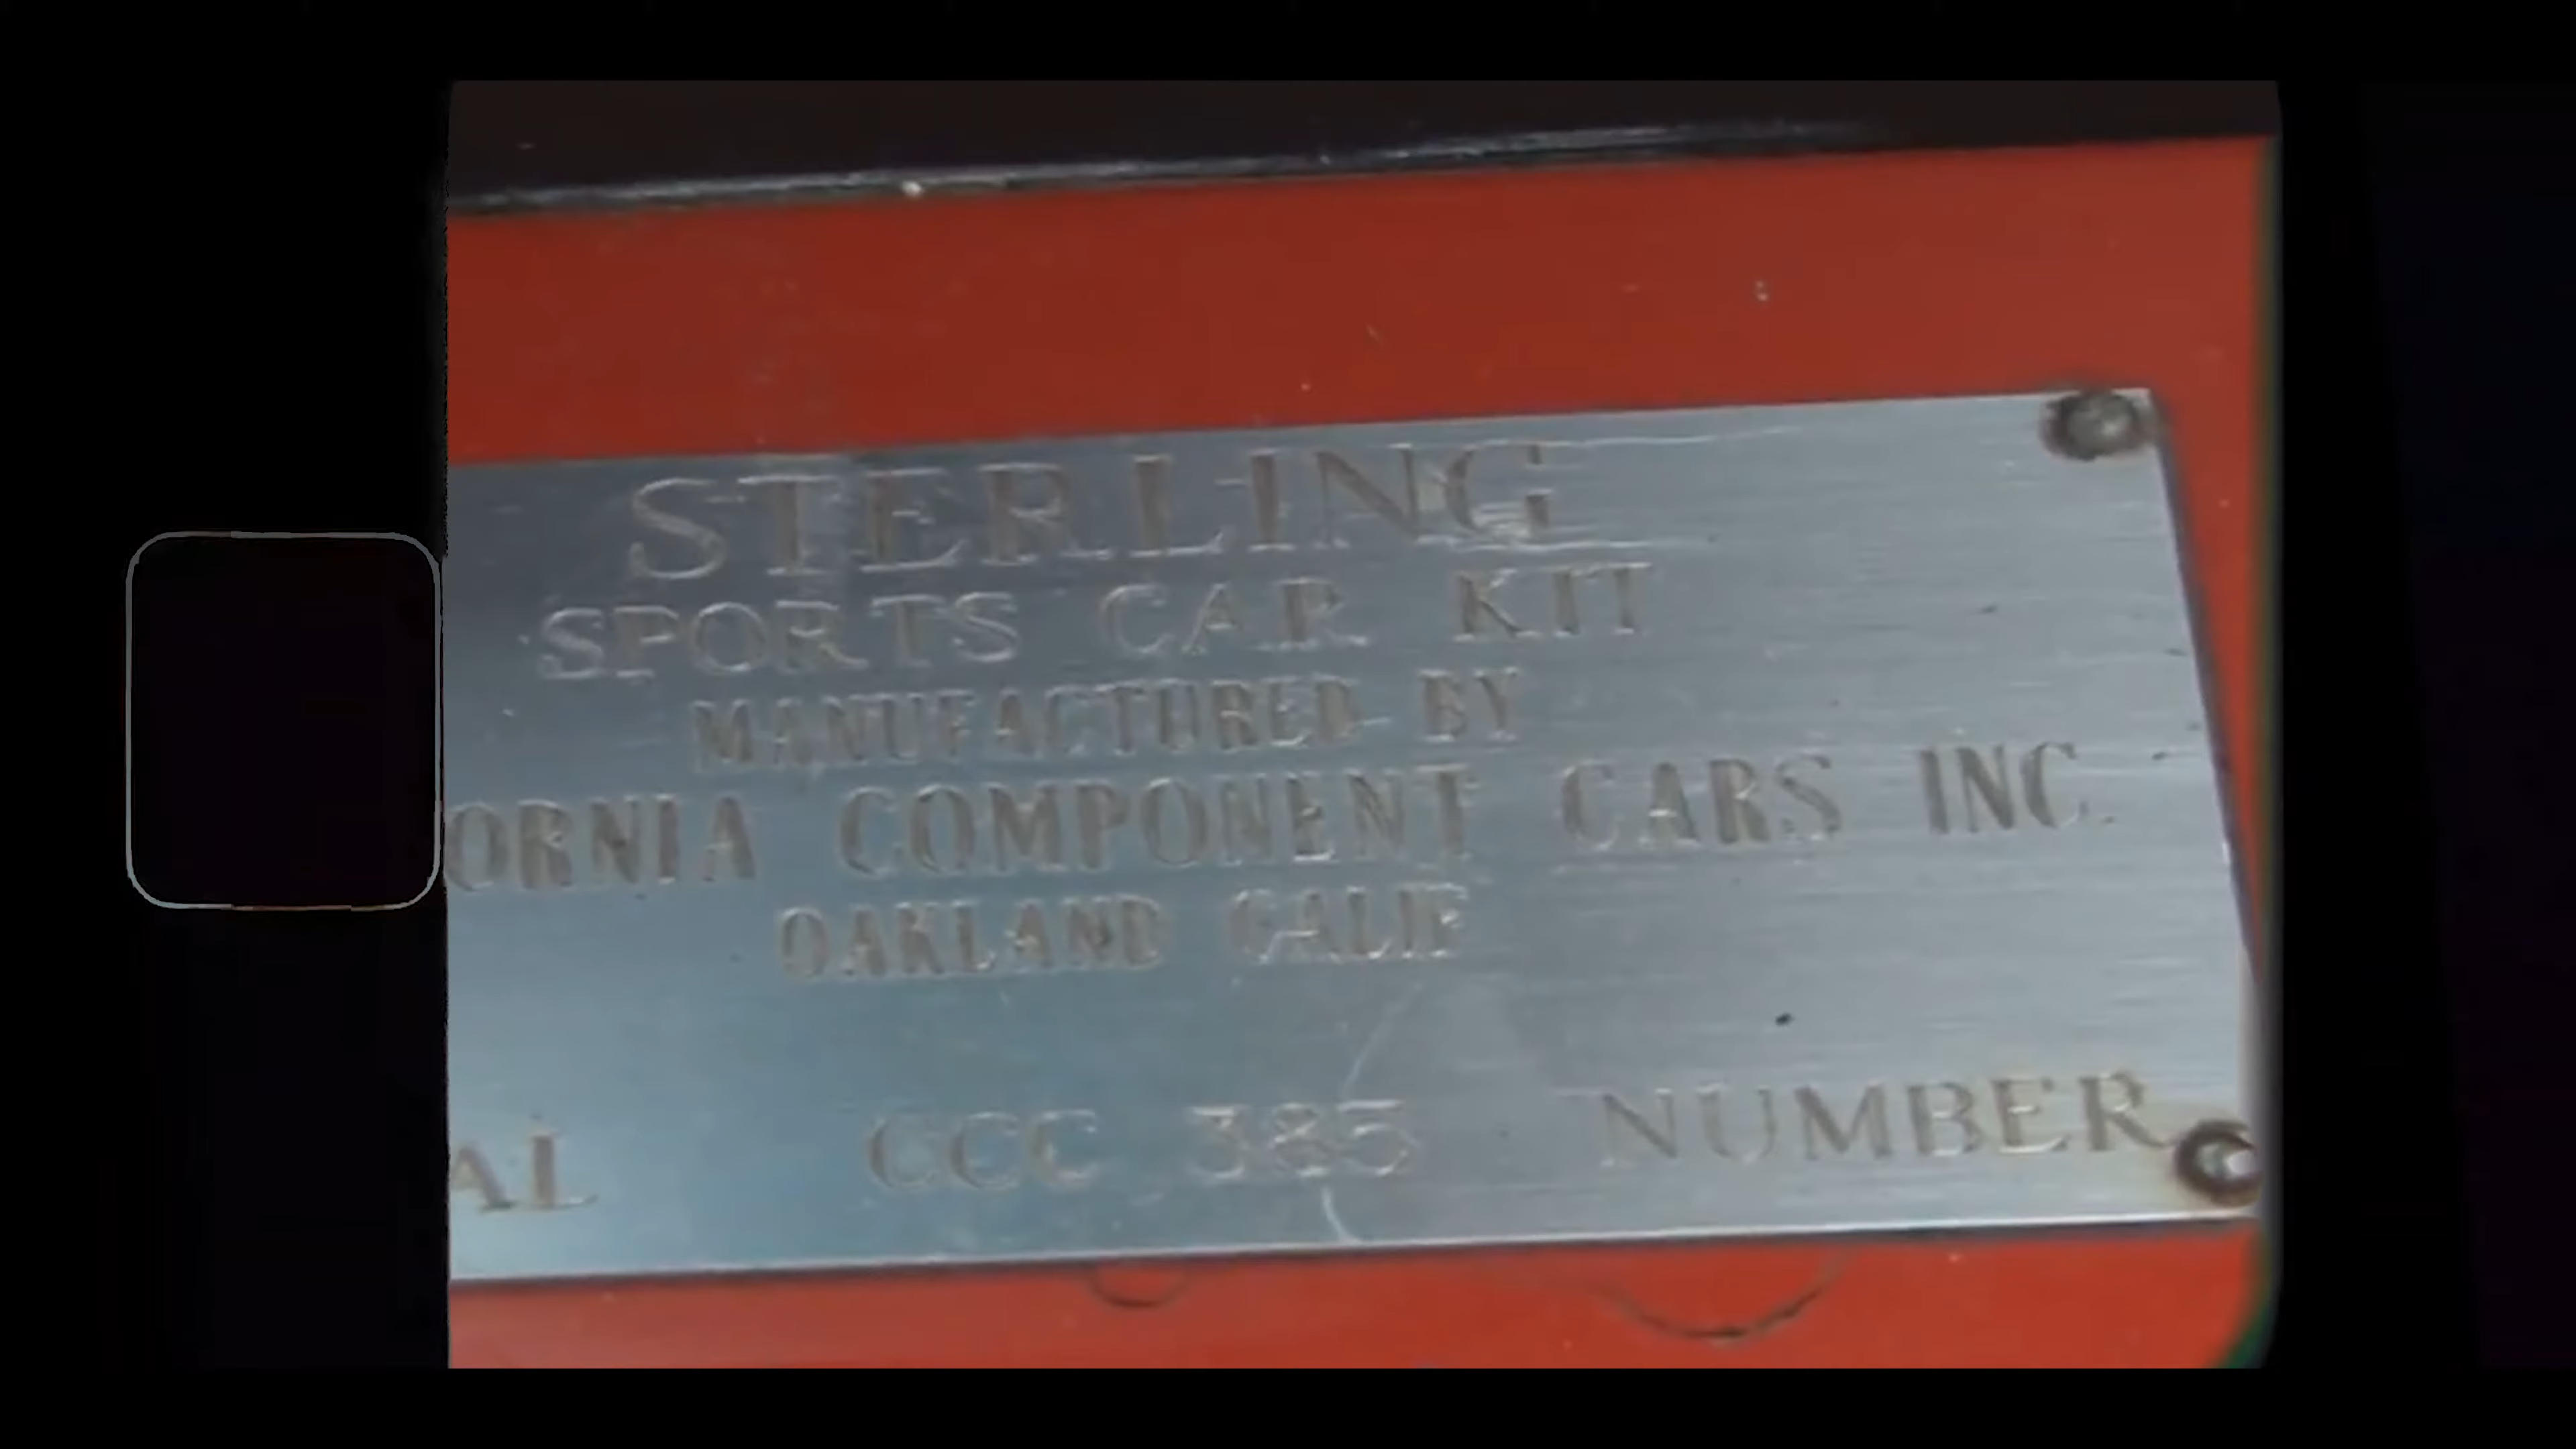 STERLING
SPORTS CAR KIT
MANUFACTURED BY
ORNIA COMPONENT CARS INC.
OAKLAND CALIF
AL CCC 385 NUMBER